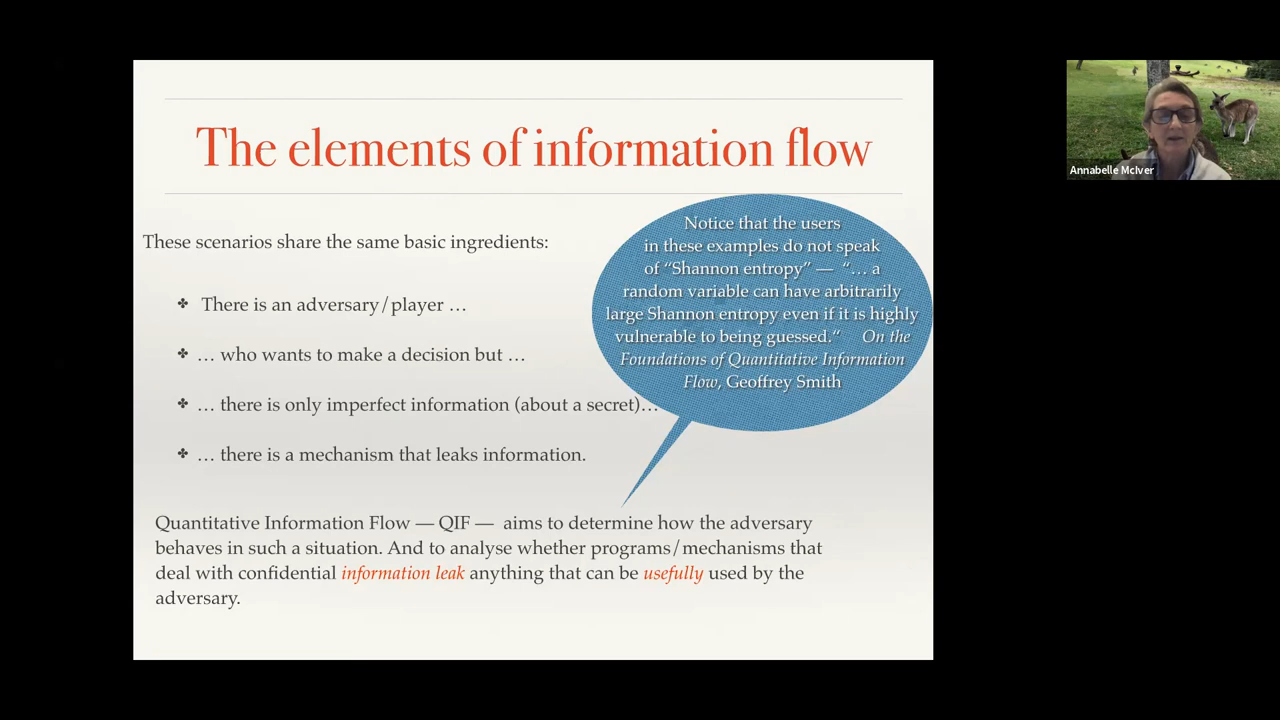 The elements of information flow
These scenarios share the same basic ingredients:
✤ There is an adversary/player …
✤ … who wants to make a decision but …
✤ … there is only imperfect information (about a secret)…
✤ … there is a mechanism that leaks information.
Notice that the users
in these examples do not speak
of “Shannon entropy” — “… a
random variable can have arbitrarily
large Shannon entropy even if it is highly
vulnerable to being guessed.“ On the
Foundations of Quantitative Information
Flow, Geoffrey Smith
Quantitative Information Flow — QIF — aims to determine how the adversary
behaves in such a situation. And to analyse whether programs/mechanisms that
deal with confidential information leak anything that can be usefully used by the
adversary.
Annabelle McIver